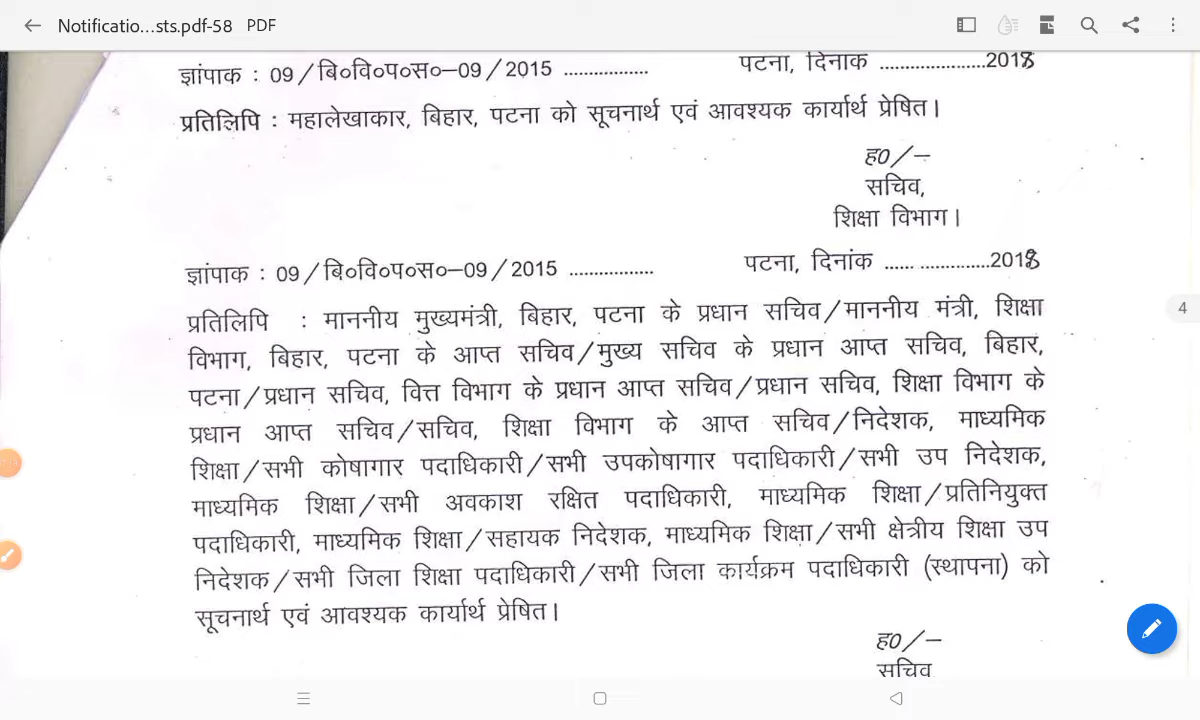 Notificatio...sts.pdf-58 PDF
ज्ञांपाक : 09/बि०वि०प०स०–09/2015 ................. पटना, दिनाक .....................2018
प्रतिलिपि : महालेखाकार, बिहार, पटना को सूचनार्थ एवं आवश्यक कार्यार्थ प्रेषित।
ह0/–
सचिव,
शिक्षा विभाग।
ज्ञांपाक : 09/बि०वि०प०स०–09/2015 ................. पटना, दिनांक ...... ..............2018
4
प्रतिलिपि : माननीय मुख्यमंत्री, बिहार, पटना के प्रधान सचिव/माननीय मंत्री, शिक्षा
विभाग, बिहार, पटना के आप्त सचिव/मुख्य सचिव के प्रधान आप्त सचिव, बिहार,
पटना/प्रधान सचिव, वित्त विभाग के प्रधान आप्त सचिव/प्रधान सचिव, शिक्षा विभाग के
प्रधान आप्त सचिव/सचिव, शिक्षा विभाग के आप्त सचिव/निदेशक, माध्यमिक
शिक्षा/सभी कोषागार पदाधिकारी/सभी उपकोषागार पदाधिकारी/सभी उप निदेशक,
माध्यमिक शिक्षा/सभी अवकाश रक्षित पदाधिकारी, माध्यमिक शिक्षा/प्रतिनियुक्त
पदाधिकारी, माध्यमिक शिक्षा/सहायक निदेशक, माध्यमिक शिक्षा/सभी क्षेत्रीय शिक्षा उप
निदेशक/सभी जिला शिक्षा पदाधिकारी/सभी जिला कार्यक्रम पदाधिकारी (स्थापना) को
सूचनार्थ एवं आवश्यक कार्यार्थ प्रेषित।
ह0/–
सचिव